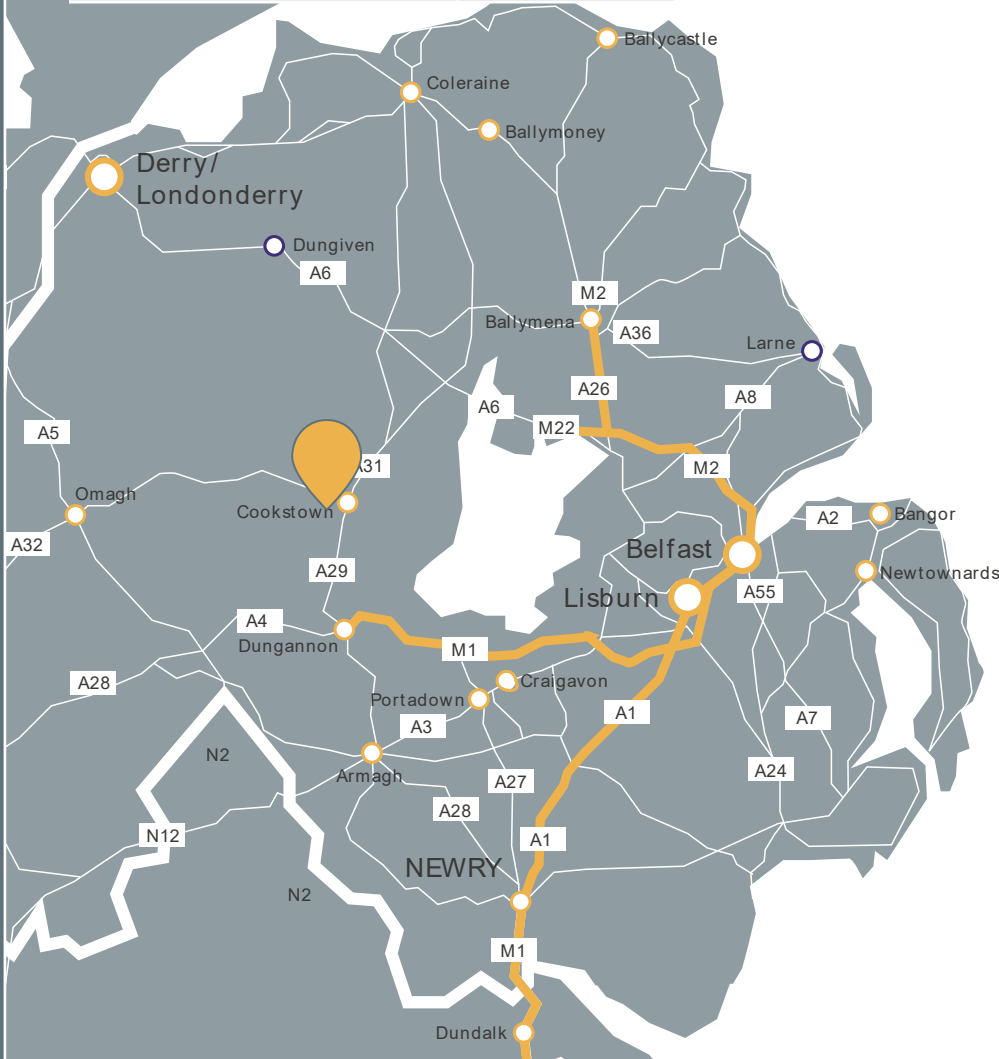 Ballycastle
Coleraine
Ballymoney
Derry/
Londonderry
Dungiven
A6
M2
Ballymena
A36
Larne
A26
A8
A6
M22
A5
A31
M2
Omagh
Cookstown
A2
Bangor
A32
Belfast
A29
Newtownards
A55
Lisburn
A4
Dungannon
M1
A28
Craigavon
Portadown
A1
A7
A3
N2
A24
Armagh
A27
A28
N12
A1
NEWRY
N2
M1
Dundalk